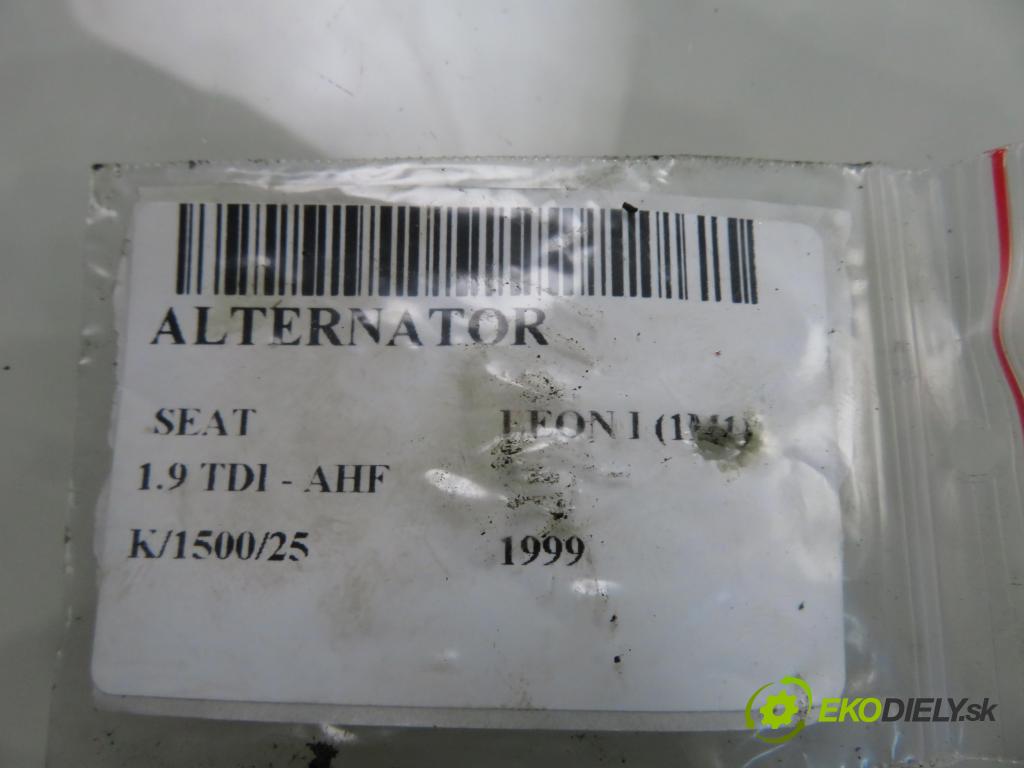 ALTERNATOR
SEAT LEON I (1M1)
1.9 TDI - AHF
K/1500/25 1999
EKODIELY.sk